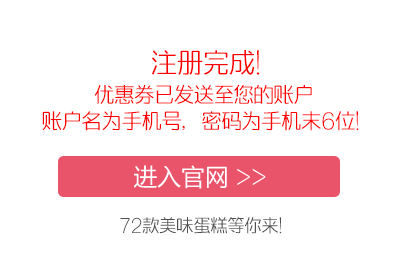 注册完成!
优惠券已发送至您的账户
账户名为手机号，密码为手机末6位!
进入官网 >>
72款美味蛋糕等你来!